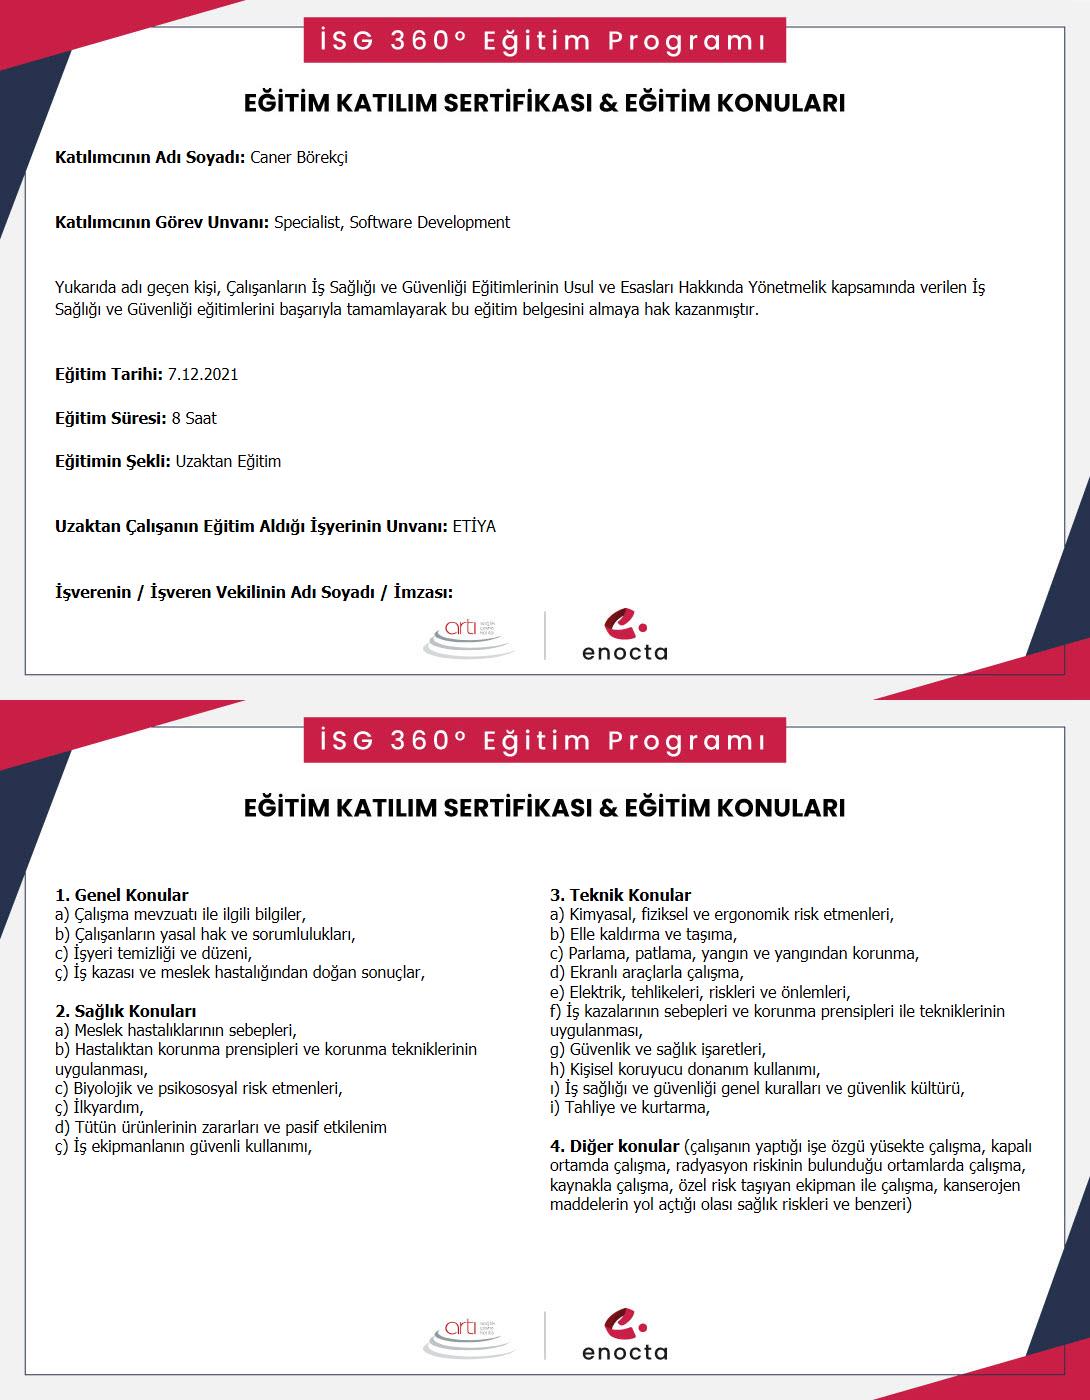 İSG 360° Eğitim Programı
EĞİTİM KATILIM SERTİFİKASI & EĞİTİM KONULARI
Katılımcının Adı Soyadı: Caner Börekçi
Katılımcının Görev Unvanı: Specialist, Software Development
Yukarıda adı geçen kişi, Çalışanların İş Sağlığı ve Güvenliği Eğitimlerinin Usul ve Esasları Hakkında Yönetmelik kapsamında verilen İş
Sağlığı ve Güvenliği eğitimlerini başarıyla tamamlayarak bu eğitim belgesini almaya hak kazanmıştır.
Eğitim Tarihi: 7.12.2021
Eğitim Süresi: 8 Saat
Eğitimin Şekli: Uzaktan Eğitim
Uzaktan Çalışanın Eğitim Aldığı İşyerinin Unvanı: ETİYA
İşverenin / İşveren Vekilinin Adı Soyadı / İmzası:
artı
enocta
İSG 360° Eğitim Programı
EĞİTİM KATILIM SERTİFİKASI & EĞİTİM KONULARI
1. Genel Konular
a) Çalışma mevzuatı ile ilgili bilgiler,
b) Çalışanların yasal hak ve sorumlulukları,
c) İşyeri temizliği ve düzeni,
ç) İş kazası ve meslek hastalığından doğan sonuçlar,
2. Sağlık Konuları
a) Meslek hastalıklarının sebepleri,
b) Hastalıktan korunma prensipleri ve korunma tekniklerinin
uygulanması,
c) Biyolojik ve psikososyal risk etmenleri,
ç) İlkyardım,
d) Tütün ürünlerinin zararları ve pasif etkilenim
ç) İş ekipmanlanın güvenli kullanımı,
3. Teknik Konular
a) Kimyasal, fiziksel ve ergonomik risk etmenleri,
b) Elle kaldırma ve taşıma,
c) Parlama, patlama, yangın ve yangından korunma,
d) Ekranlı araçlarla çalışma,
e) Elektrik, tehlikeleri, riskleri ve önlemleri,
f) İş kazalarının sebepleri ve korunma prensipleri ile tekniklerinin
uygulanması,
g) Güvenlik ve sağlık işaretleri,
h) Kişisel koruyucu donanım kullanımı,
ı) İş sağlığı ve güvenliği genel kuralları ve güvenlik kültürü,
i) Tahliye ve kurtarma,
4. Diğer konular (çalışanın yaptığı işe özgü yüsekte çalışma, kapalı
ortamda çalışma, radyasyon riskinin bulunduğu ortamlarda çalışma,
kaynakla çalışma, özel risk taşıyan ekipman ile çalışma, kanserojen
maddelerin yol açtığı olası sağlık riskleri ve benzeri)
artı
enocta